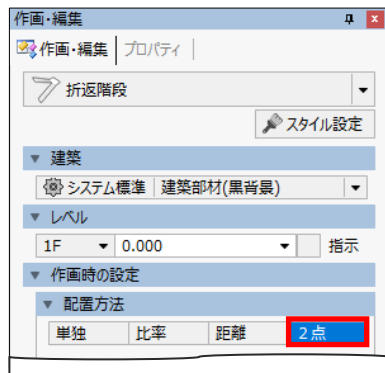 作画・編集
作画・編集 プロパティ
折返階段
スタイル設定
建築
システム標準 建築部材(黒背景)
レベル
1F 0.000 指示
作画時の設定
配置方法
単独 比率 距離 2点